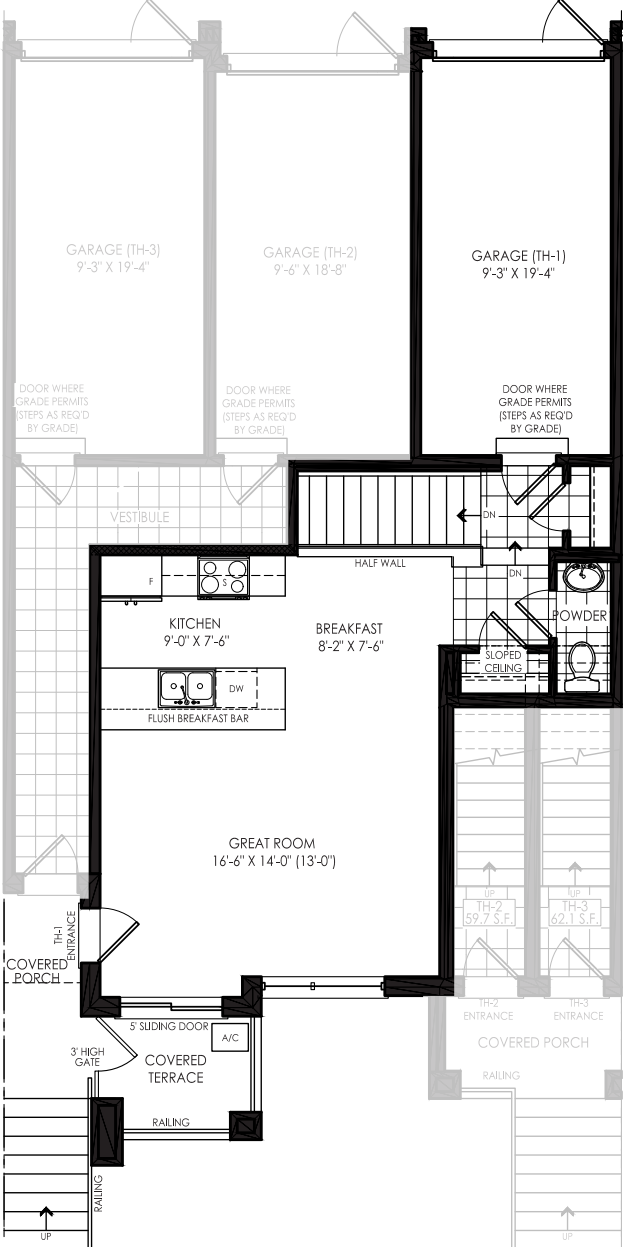 GARAGE (TH-3)
9'-3" X 19'-4"
GARAGE (TH-2)
9'-6" X 18'-8"
GARAGE (TH-1)
9'-3" X 19'-4"
DOOR WHERE
GRADE PERMITS
(STEPS AS REQ'D
BY GRADE)
DOOR WHERE
GRADE PERMITS
(STEPS AS REQ'D
BY GRADE)
DOOR WHERE
GRADE PERMITS
(STEPS AS REQ'D
BY GRADE)
VESTIBULE
DN
HALF WALL
DN
F
S
KITCHEN
9'-0" X 7'-6"
BREAKFAST
8'-2" X 7'-6"
POWDER
SLOPED
CEILING
DW
FLUSH BREAKFAST BAR
GREAT ROOM
16'-6" X 14'-0" (13'-0")
UP
TH-2
59.7 S.F.
UP
TH-3
62.1 S.F.
TH-1
ENTRANCE
COVERED
PORCH
TH-2
ENTRANCE
TH-3
ENTRANCE
5' SLIDING DOOR
A/C
3' HIGH
GATE
COVERED
TERRACE
COVERED PORCH
RAILING
RAILING
RAILING
UP
UP